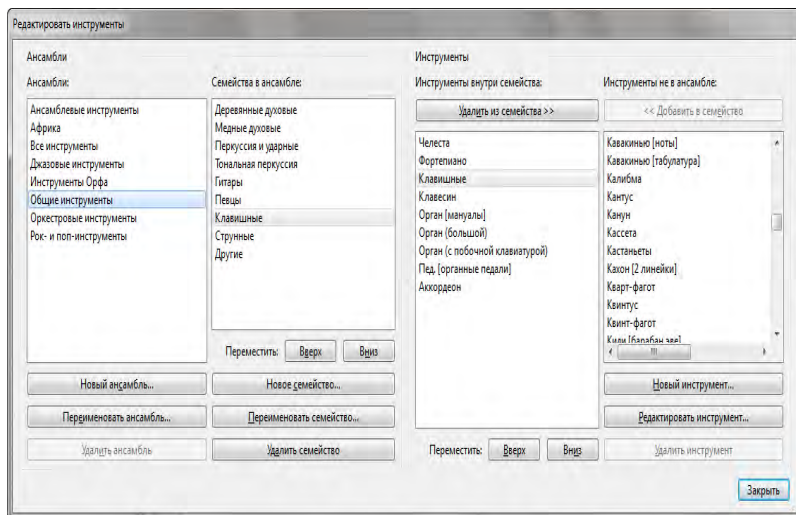 Редактировать инструменты
Ансамбли
Ансамбли:
Ансамблевые инструменты
Африка
Все инструменты
Джазовые инструменты
Инструменты Орфа
Общие инструменты
Оркестровые инструменты
Рок- и поп-инструменты
Новый ансамбль...
Переименовать ансамбль...
Удалить ансамбль
Семейства в ансамбле:
Деревянные духовые
Медные духовые
Перкуссия и ударные
Тональная перкуссия
Гитары
Певцы
Клавишные
Струнные
Другие
Переместить: Вверх Вниз
Новое семейство...
Переименовать семейство...
Удалить семейство
Инструменты
Инструменты внутри семейства:
Удалить из семейства >>
Челеста
Фортепиано
Клавишные
Клавесин
Орган [мануалы]
Орган (большой)
Орган (с побочной клавиатурой)
Пед. [органные педали]
Аккордеон
Переместить: Вверх Вниз
Инструменты не в ансамбле:
<< Добавить в семейство
Кавакинью [ноты]
Кавакинью [табулатура]
Калибма
Кантус
Канун
Кассета
Кастаньеты
Кахон [2 линейки]
Кварт-фагот
Квинтус
Квинт-фагот
[барабан эве]
Новый инструмент...
Редактировать инструмент...
Удалить инструмент
Закрыть